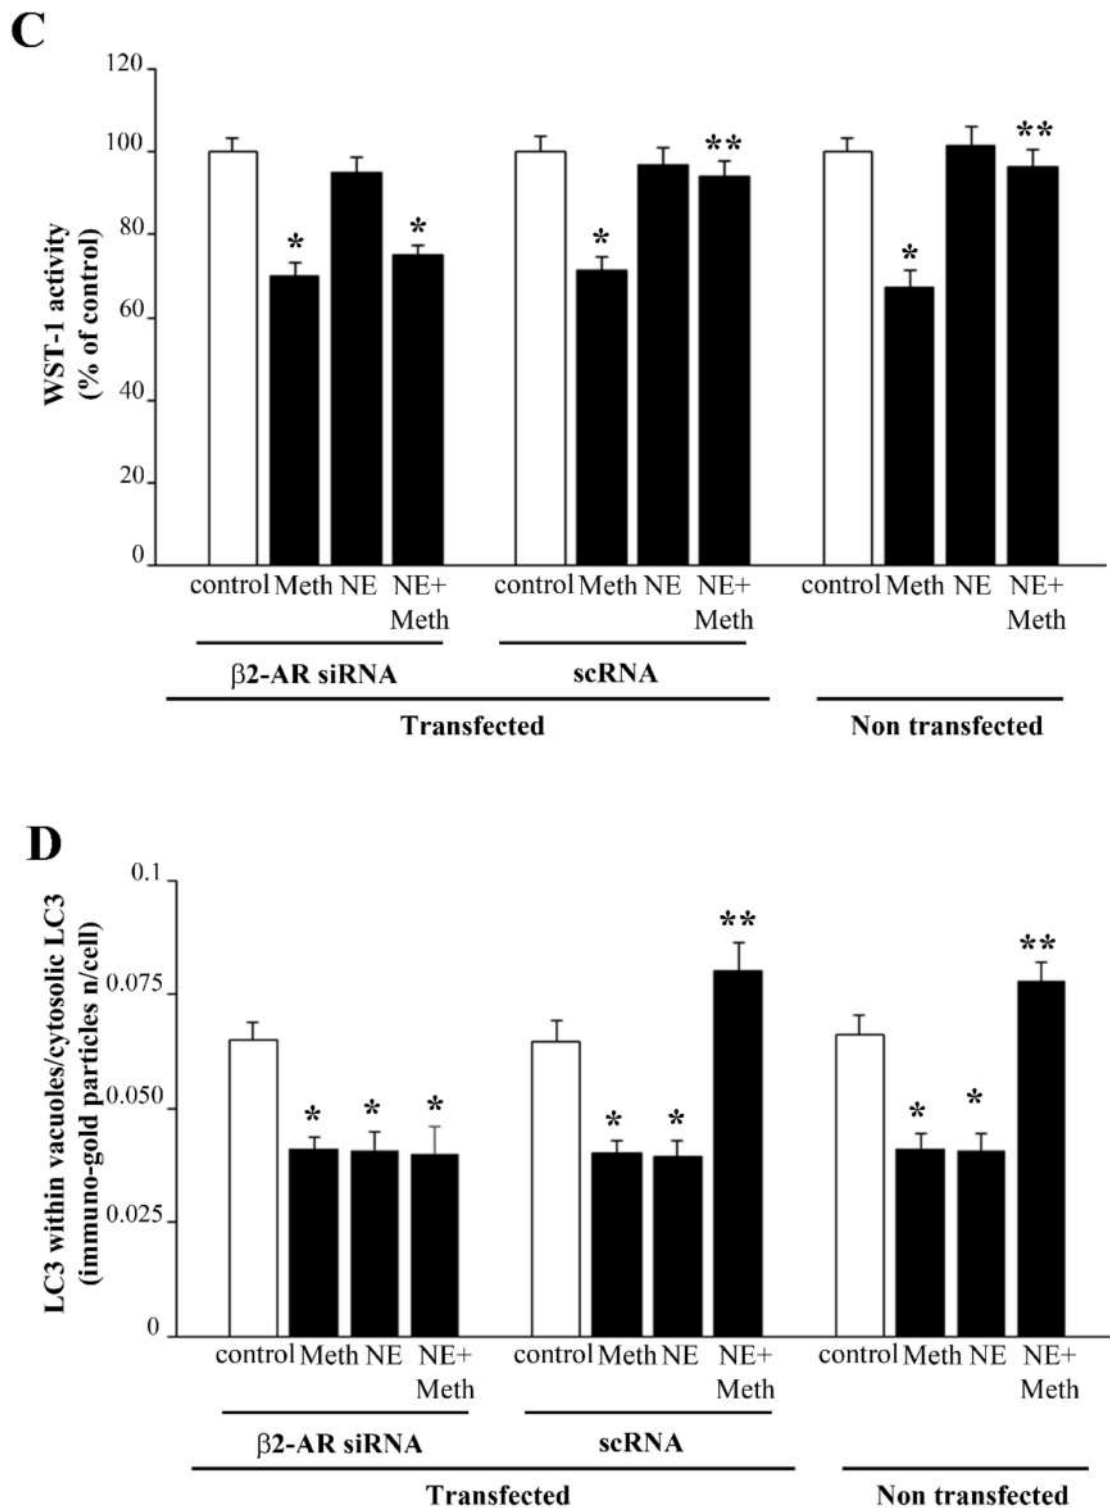 C
WST-1 activity
(% of control)
120
100
80
60
40
20
0
* * * ** * **
control Meth NE NE+ Meth control Meth NE NE+ Meth control Meth NE NE+ Meth
β2-AR siRNA scRNA
Transfected Non transfected
D
LC3 within vacuoles/cytosolic LC3
(immuno-gold particles n/cell)
0.1
0.075
0.050
0.025
0
* * * * * ** * * **
control Meth NE NE+ Meth control Meth NE NE+ Meth control Meth NE NE+ Meth
β2-AR siRNA scRNA
Transfected Non transfected